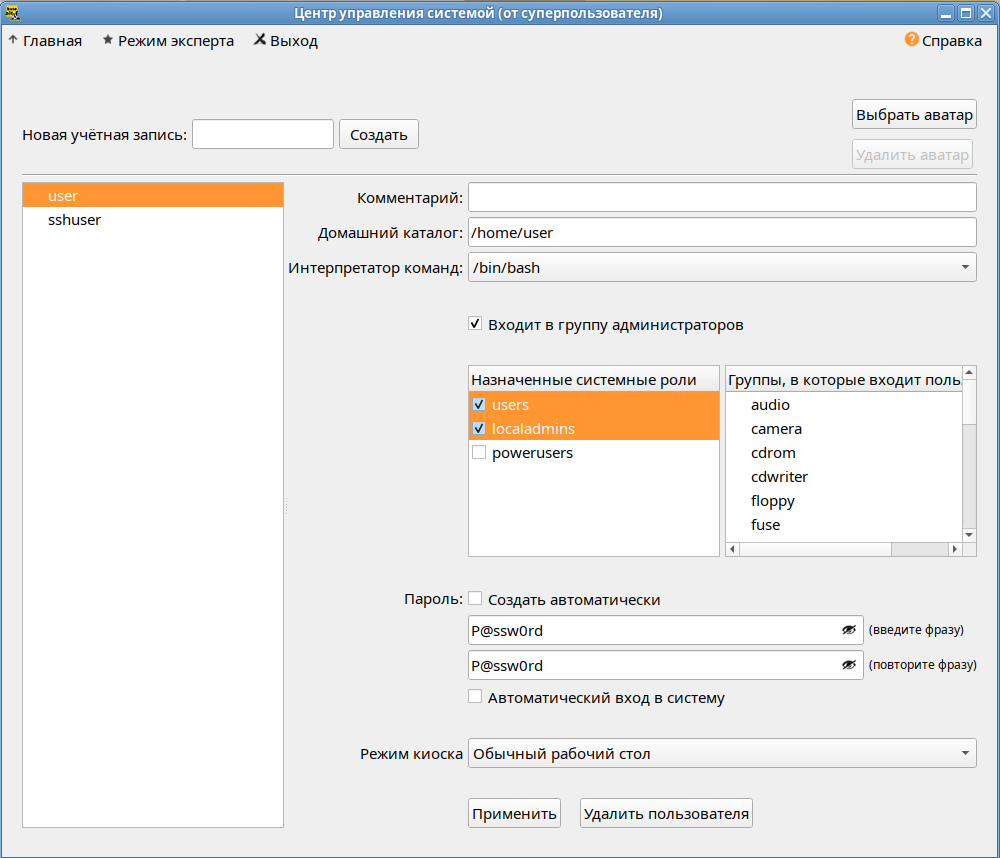 Центр управления системой (от суперпользователя)
Главная Режим эксперта Выход Справка
Выбрать аватар
Новая учётная запись: Создать
Удалить аватар
user
sshuser
Комментарий:
Домашний каталог: /home/user
Интерпретатор команд: /bin/bash
Входит в группу администраторов
Назначенные системные роли
users
localadmins
powerusers
Группы, в которые входит поль
audio
camera
cdrom
cdwriter
floppy
fuse
Пароль: Создать автоматически
P@ssw0rd (введите фразу)
P@ssw0rd (повторите фразу)
Автоматический вход в систему
Режим киоска Обычный рабочий стол
Применить Удалить пользователя